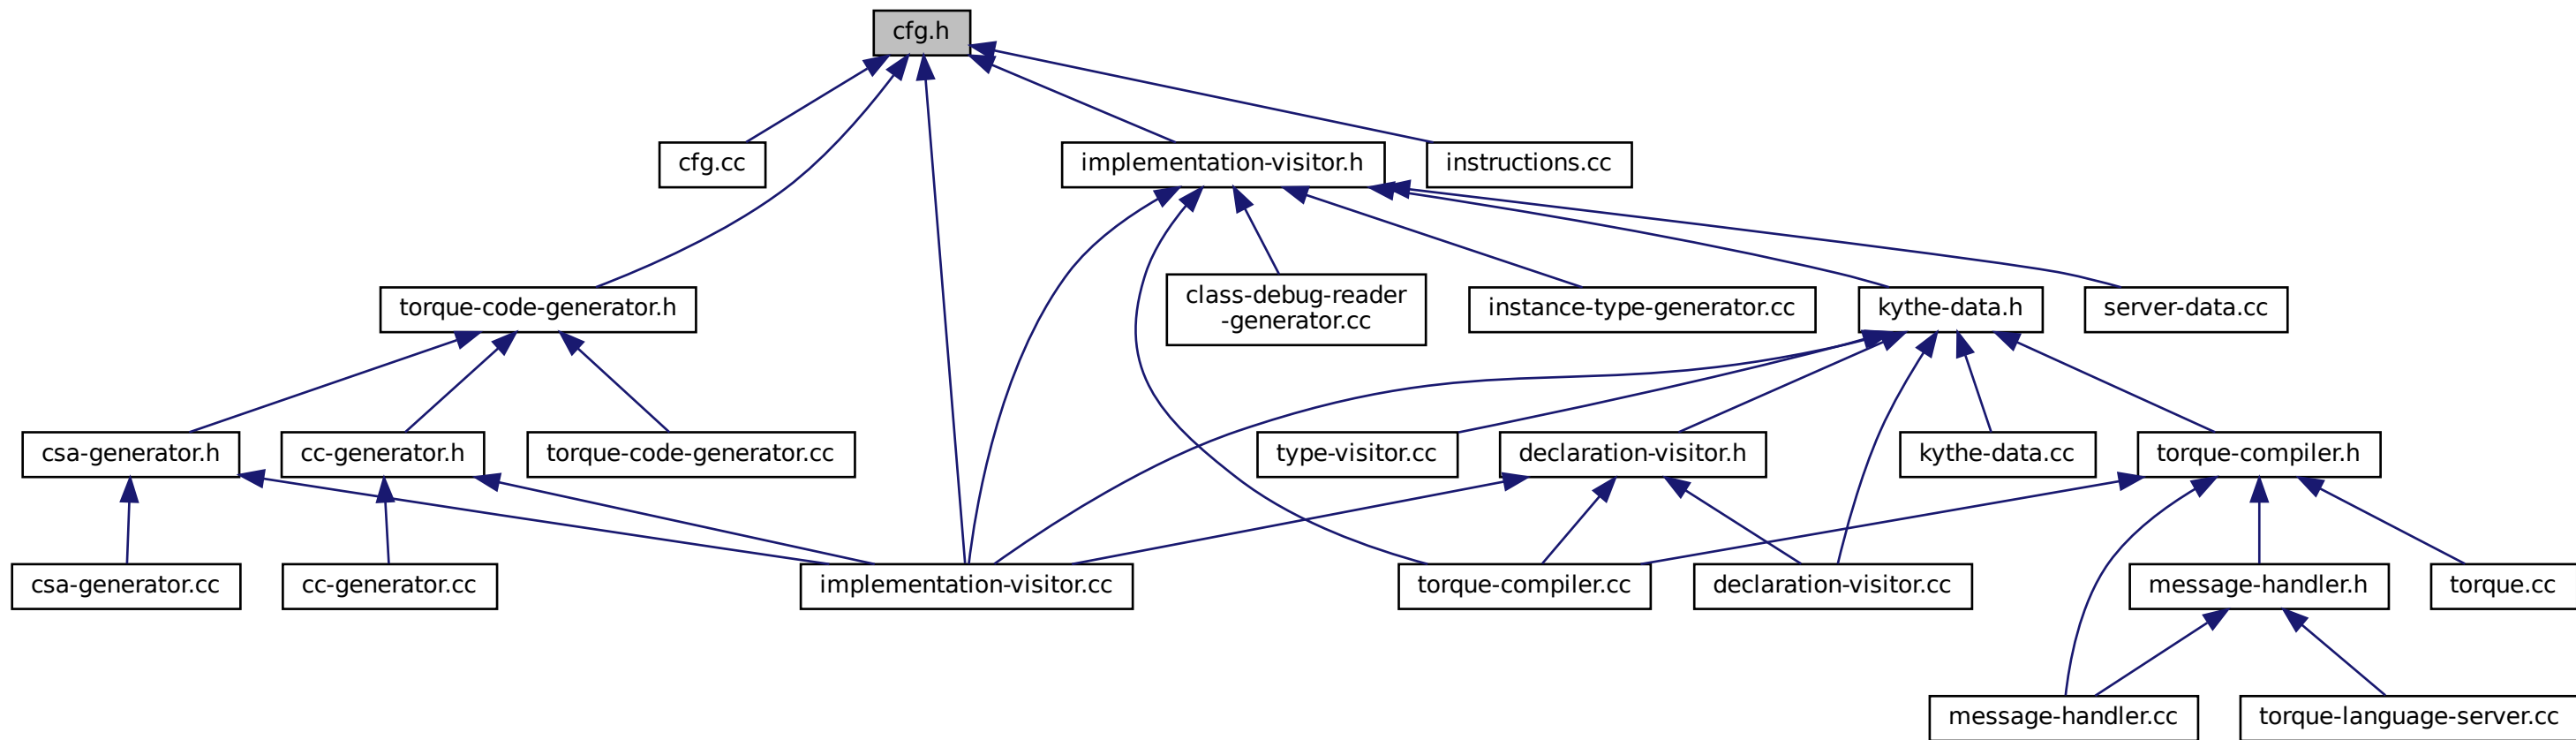 cfg.h
cfg.cc
implementation-visitor.h
instructions.cc
torque-code-generator.h
class-debug-reader
-generator.cc
instance-type-generator.cc
kythe-data.h
server-data.cc
csa-generator.h
cc-generator.h
torque-code-generator.cc
type-visitor.cc
declaration-visitor.h
kythe-data.cc
torque-compiler.h
csa-generator.cc
cc-generator.cc
implementation-visitor.cc
torque-compiler.cc
declaration-visitor.cc
message-handler.h
torque.cc
message-handler.cc
torque-language-server.cc